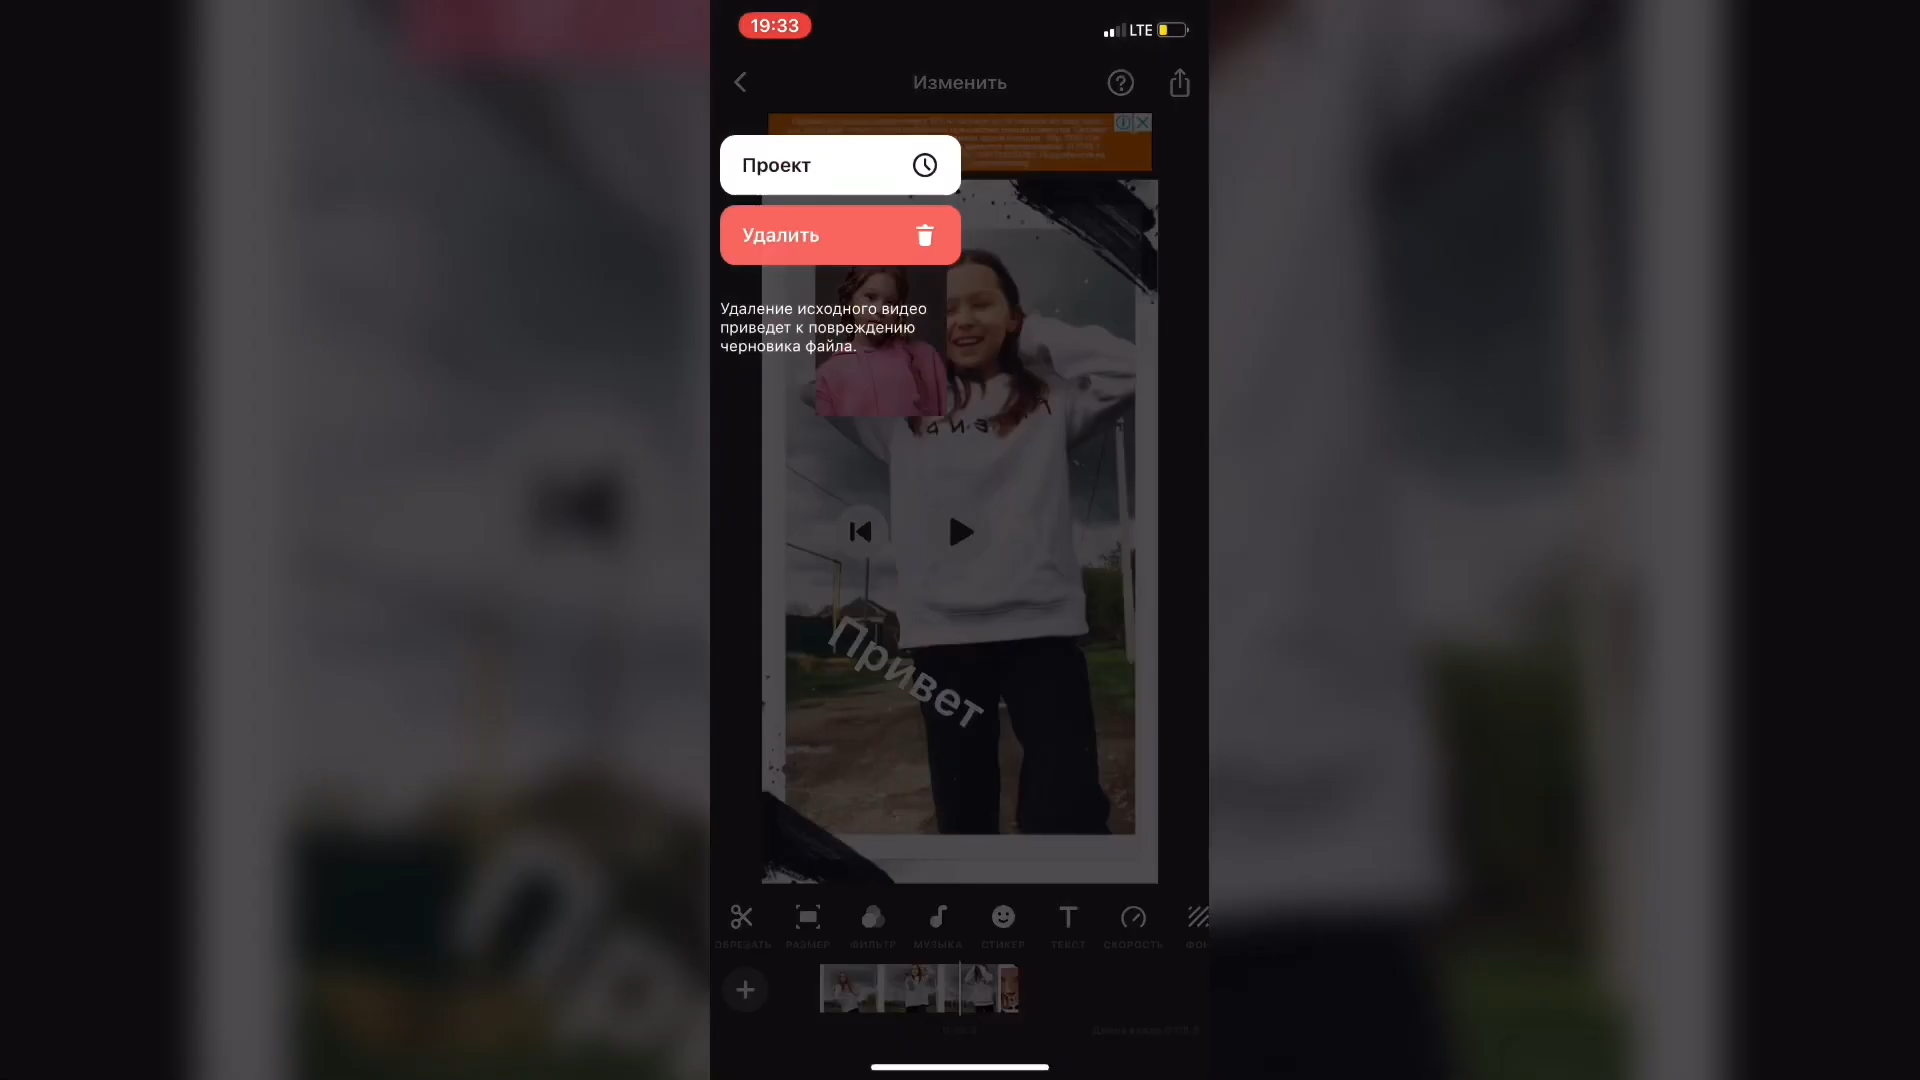 19:33
LTE
Изменить
Проект
Удалить
Удаление исходного видео
приведет к повреждению
черновика файла.
Привет
ОБРЕЗАТЬ РАЗМЕР ФИЛЬТР МУЗЫКА СТИКЕР ТЕКСТ СКОРОСТЬ ФОН